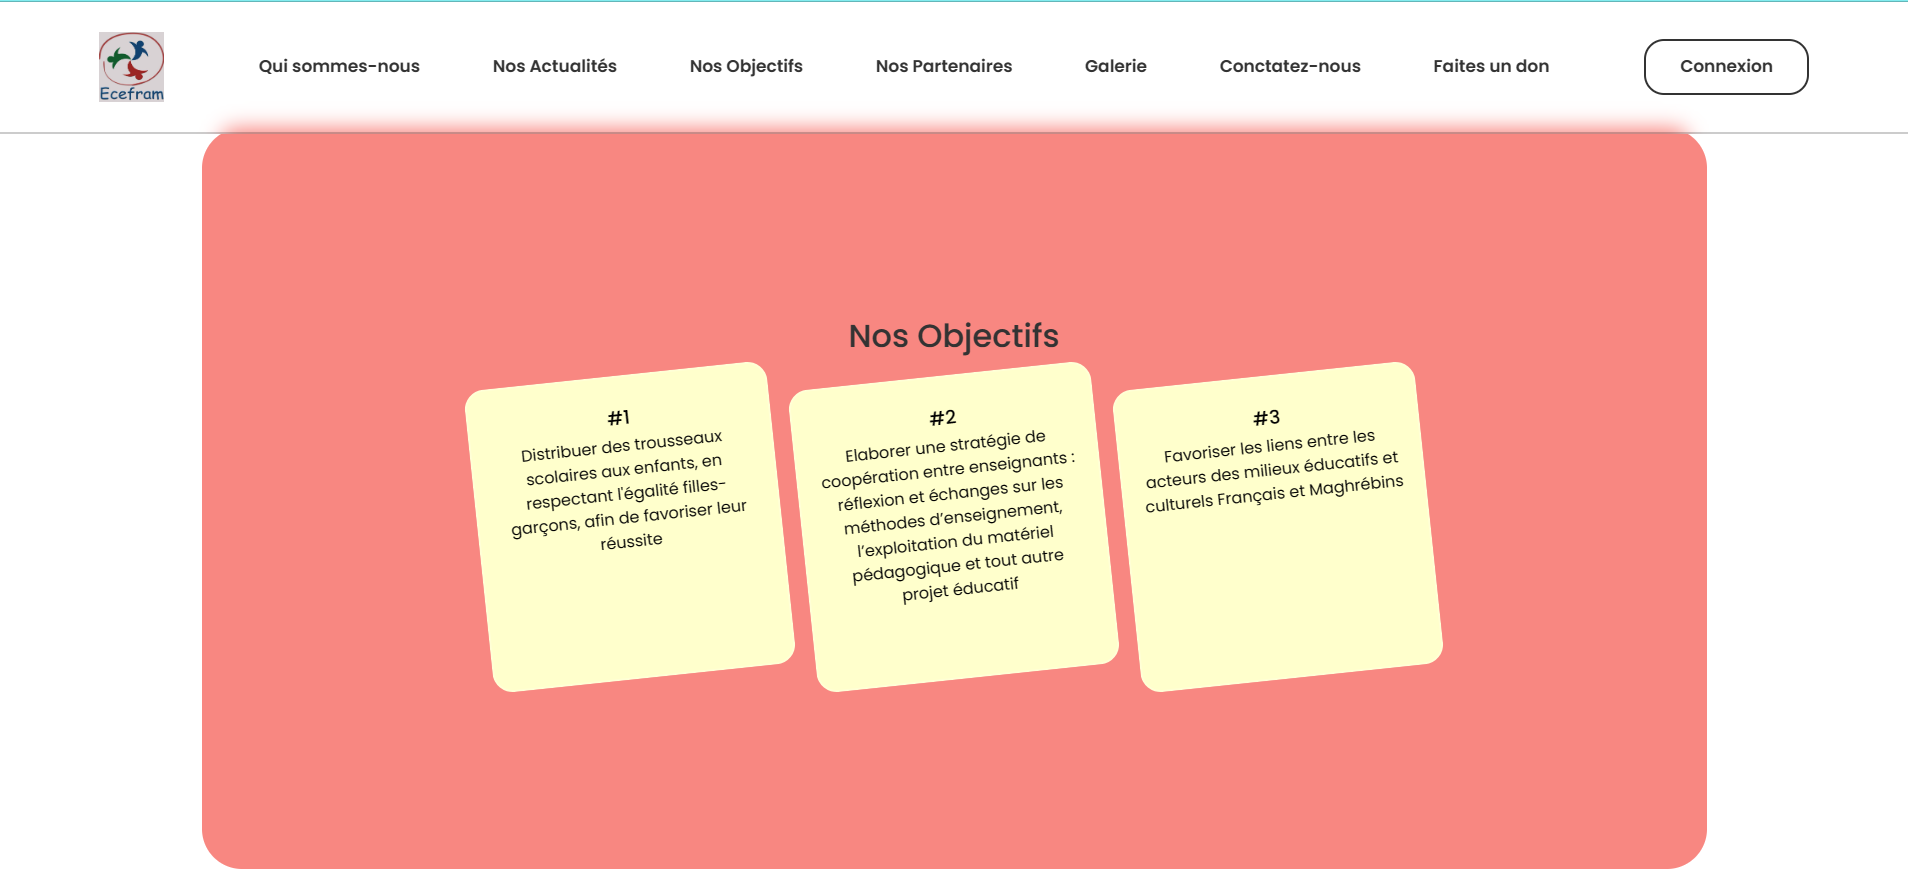 Ecefram
Qui sommes-nous
Nos Actualités
Nos Objectifs
Nos Partenaires
Galerie
Conctatez-nous
Faites un don
Connexion
Nos Objectifs
#1
Distribuer des trousseaux
scolaires aux enfants, en
respectant l'égalité filles-
garçons, afin de favoriser leur
réussite
#2
Elaborer une stratégie de
coopération entre enseignants :
réflexion et échanges sur les
méthodes d’enseignement,
l’exploitation du matériel
pédagogique et tout autre
projet éducatif
#3
Favoriser les liens entre les
acteurs des milieux éducatifs et
culturels Français et Maghrébins